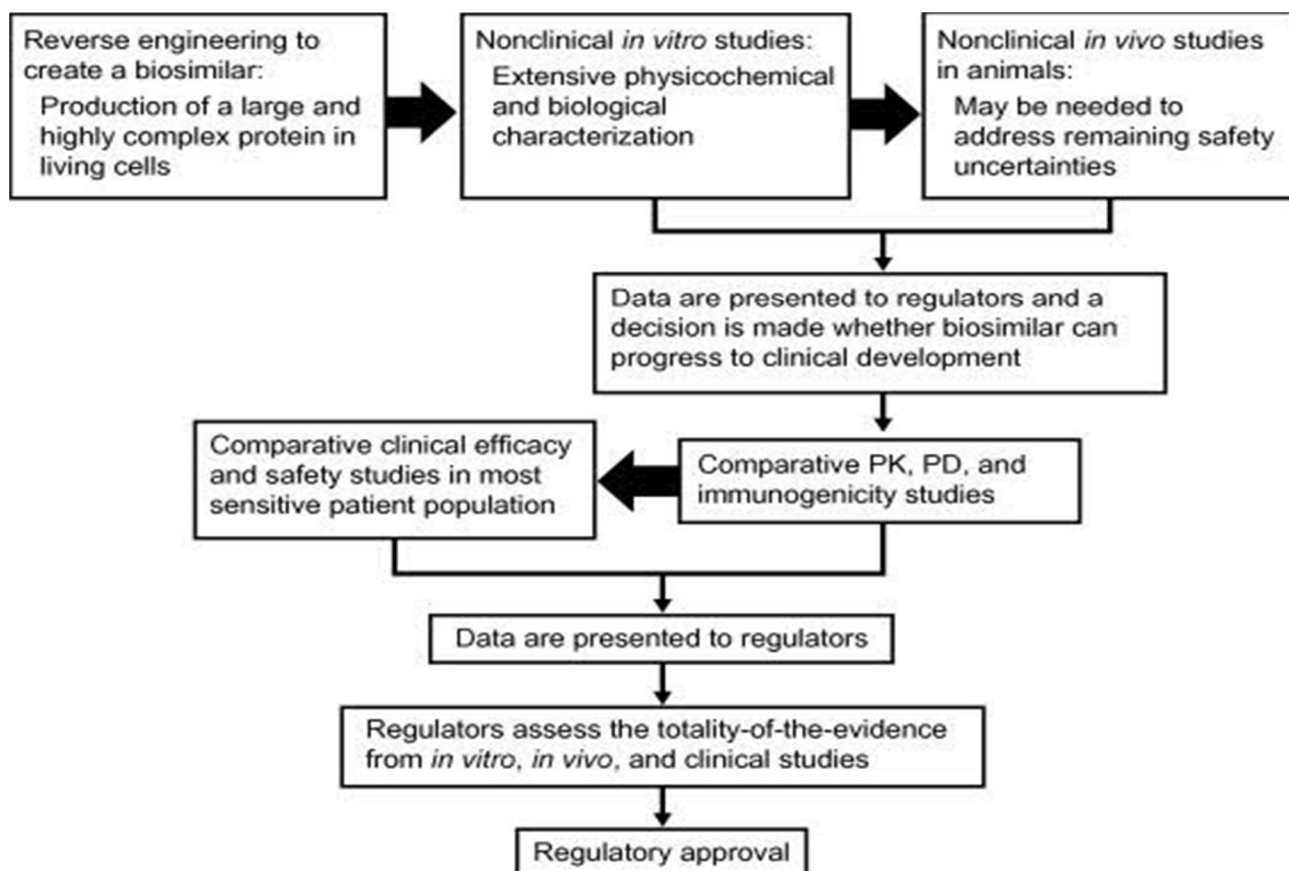 Reverse engineering to
create a biosimilar:
Production of a large and
highly complex protein in
living cells
Nonclinical in vitro studies:
Extensive physicochemical
and biological
characterization
Nonclinical in vivo studies
in animals:
May be needed to
address remaining safety
uncertainties
Data are presented to regulators and a
decision is made whether biosimilar can
progress to clinical development
Comparative clinical efficacy
and safety studies in most
sensitive patient population
Comparative PK, PD, and
immunogenicity studies
Data are presented to regulators
Regulators assess the totality-of-the-evidence
from in vitro, in vivo, and clinical studies
Regulatory approval